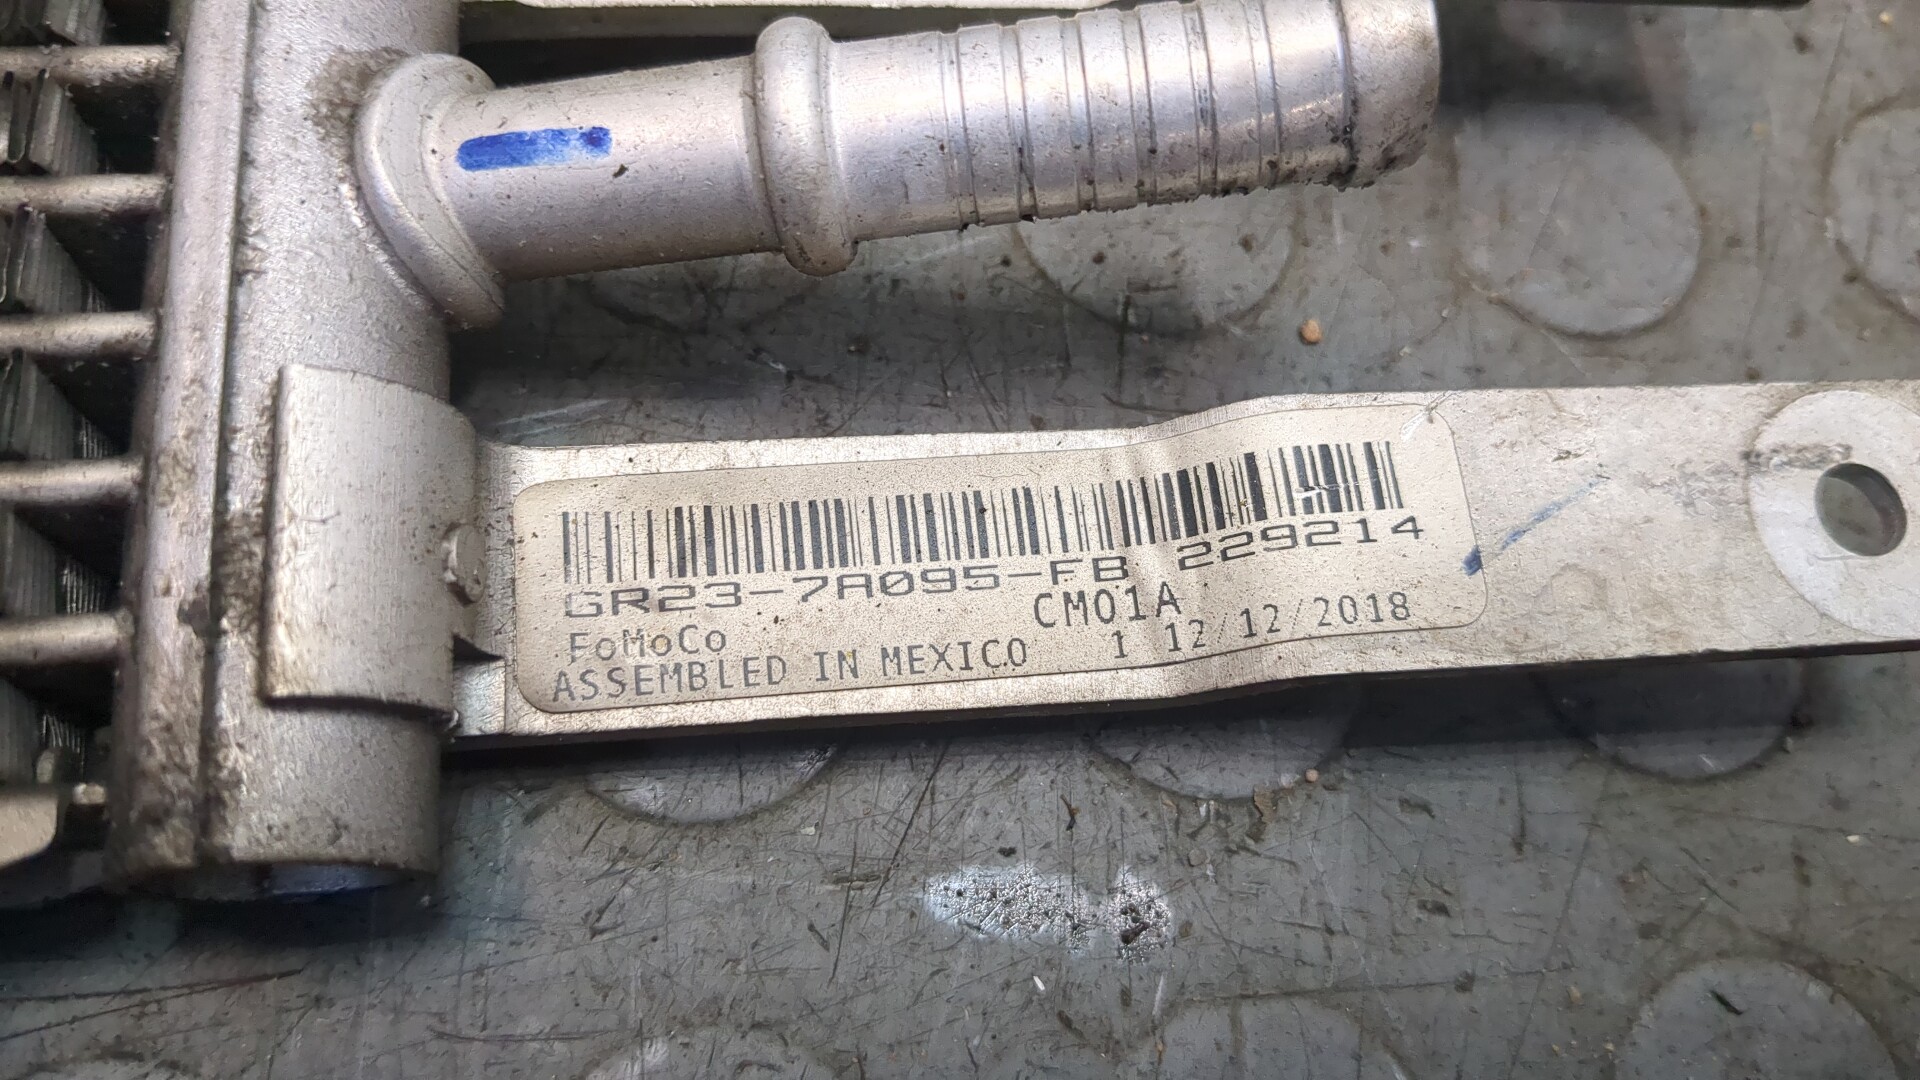 GR23-7A095-FB 229214
FoMoCo CM01A
ASSEMBLED IN MEXICO 1 12/12/2018